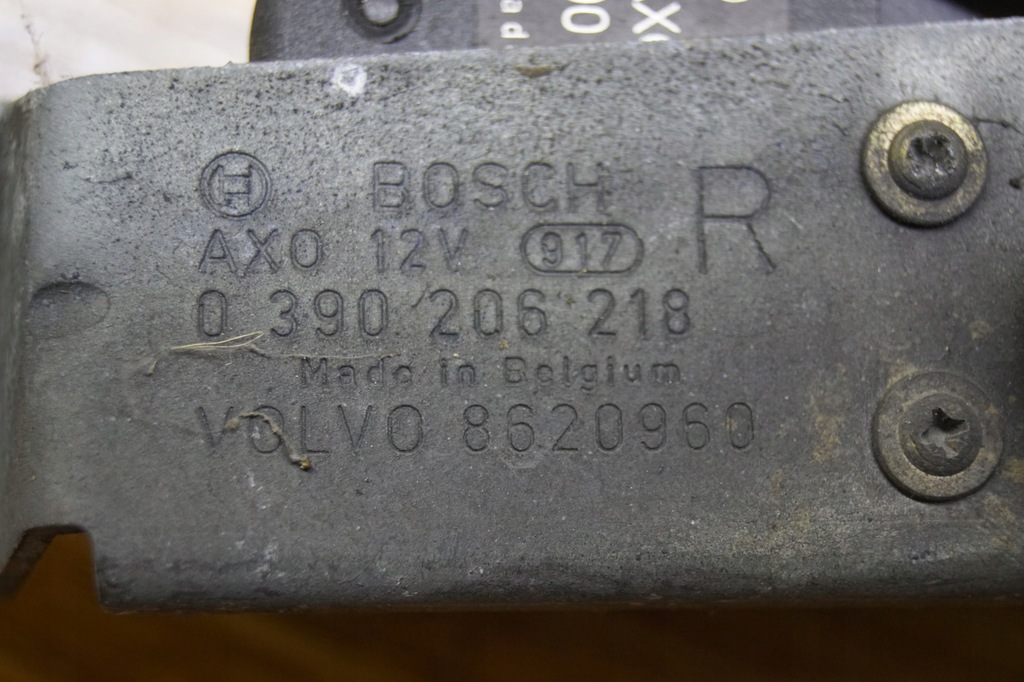 BOSCH
AXO 12V 917 R
0 390 206 218
Made in Belgium
VOLVO 8620960